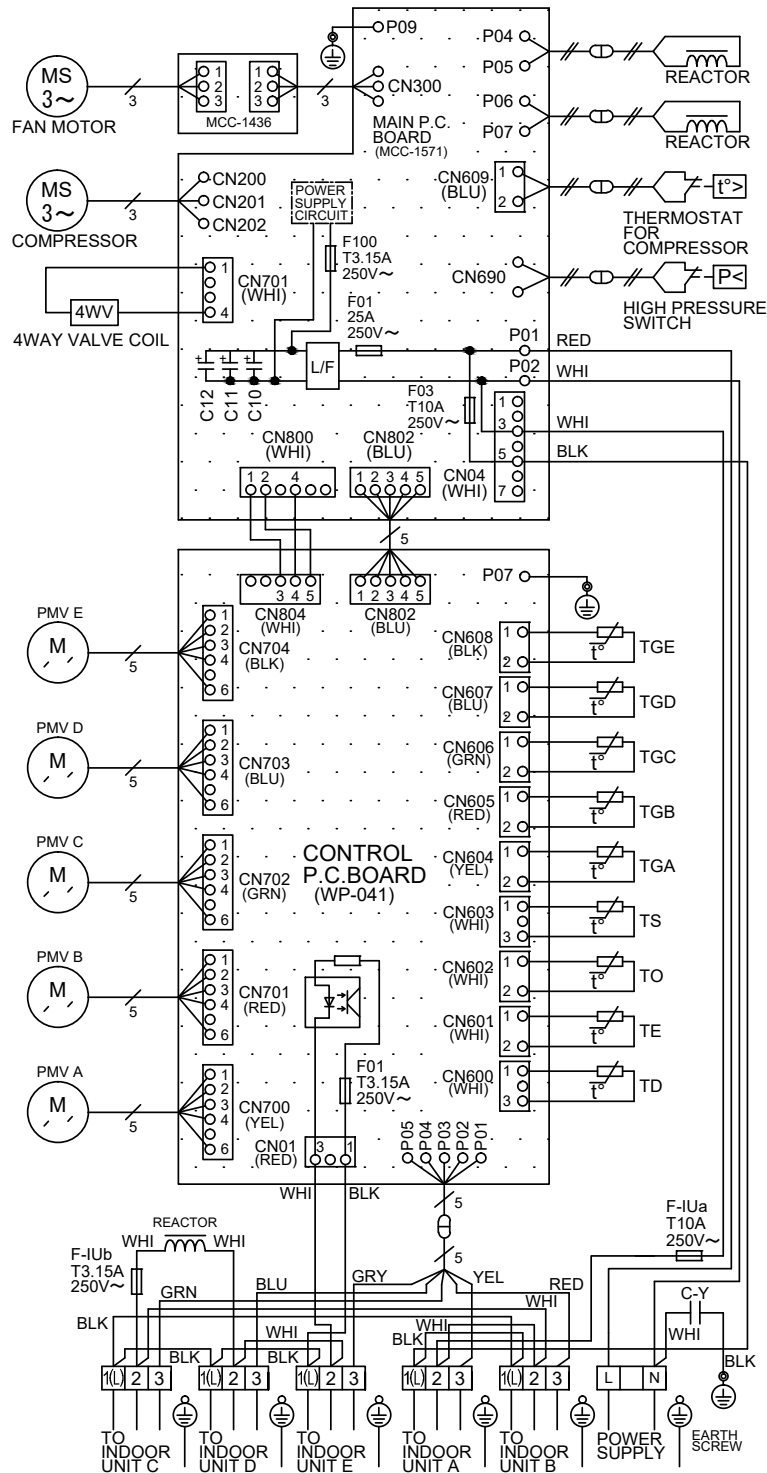 P09
P04
P05
REACTOR
MS
3~
FAN MOTOR
3
1
2
3
1
2
3
MCC-1436
3
CN300
MAIN P.C.
BOARD
(MCC-1571)
P06
P07
REACTOR
MS
3~
COMPRESSOR
3
CN200
CN201
CN202
POWER
SUPPLY
CIRCUIT
CN609
(BLU)
1
2
t°>
THERMOSTAT
FOR
COMPRESSOR
F100
T3.15A
250V~
CN690
P<
HIGH PRESSURE
SWITCH
4WV
4WAY VALVE COIL
1
4
CN701
(WHI)
F01
25A
250V~
P01
RED
P02
WHI
L/F
+
+
+
C12
C11
C10
F03
T10A
250V~
1
3
5
7
WHI
BLK
CN04
(WHI)
CN800
(WHI)
1 2 4
CN802
(BLU)
1 2 3 4 5
5
3 4 5
CN804
(WHI)
1 2 3 4 5
CN802
(BLU)
P07
PMV E
M
5
1
2
3
4
6
CN704
(BLK)
CN608
(BLK)
1
2
t°
TGE
PMV D
M
5
1
2
3
4
6
CN703
(BLU)
CN607
(BLU)
1
2
t°
TGD
CN606
(GRN)
1
2
t°
TGC
CN605
(RED)
1
2
t°
TGB
PMV C
M
5
1
2
3
4
6
CN702
(GRN)
CONTROL
P.C.BOARD
(WP-041)
CN604
(YEL)
1
2
t°
TGA
CN603
(WHI)
1
3
t°
TS
PMV B
M
5
1
2
3
4
6
CN701
(RED)
CN602
(WHI)
1
2
t°
TO
CN601
(WHI)
1
2
t°
TE
PMV A
M
5
1
2
3
4
6
CN700
(YEL)
F01
T3.15A
250V~
CN600
(WHI)
1
3
t°
TD
CN01
(RED)
3 1
P05
P04
P03
P02
P01
WHI
BLK
5
5
REACTOR
WHI
WHI
F-IUb
T3.15A
250V~
F-IUa
T10A
250V~
GRN
BLU
GRY
YEL
RED
C-Y
WHI
BLK
BLK
WHI
WHI
WHI
BLK
BLK
BLK
1(L) 2 3
1(L) 2 3
1(L) 2 3
1(L) 2 3
1(L) 2 3
L N
TO
INDOOR
UNIT C
TO
INDOOR
UNIT D
TO
INDOOR
UNIT E
TO
INDOOR
UNIT A
TO
INDOOR
UNIT B
POWER
SUPPLY
EARTH
SCREW